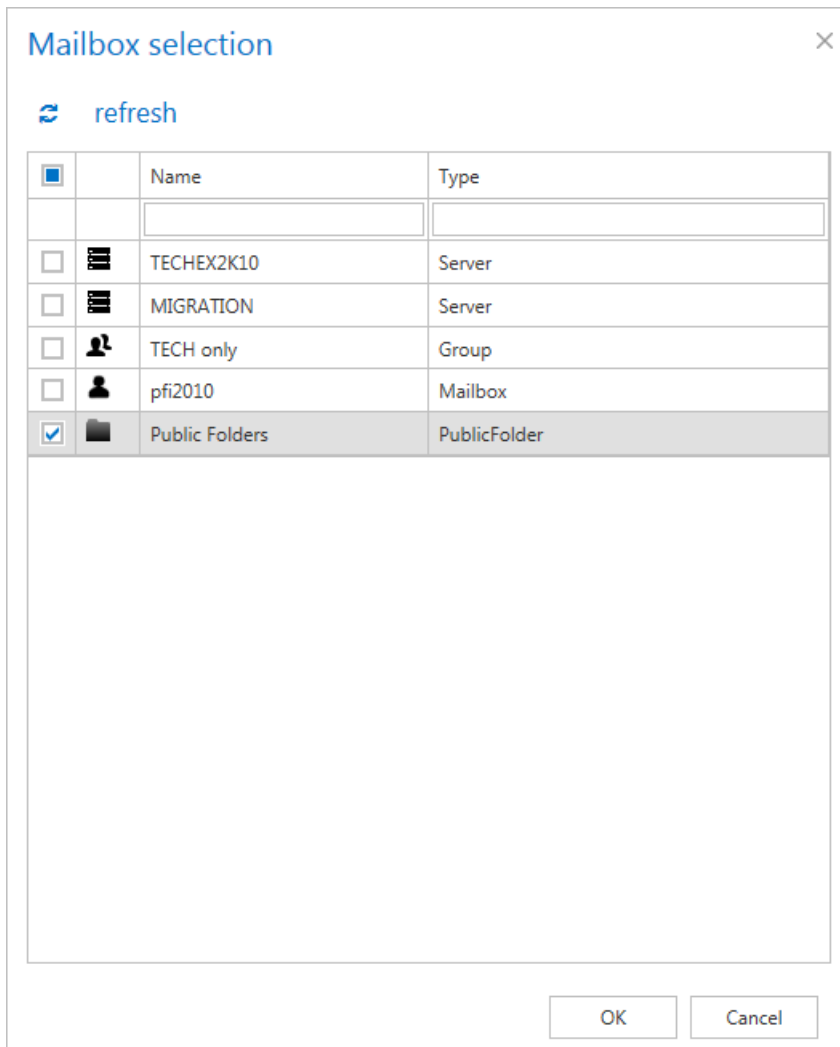 Mailbox selection
refresh
Name Type
TECHEX2K10 Server
MIGRATION Server
TECH only Group
pfi2010 Mailbox
Public Folders PublicFolder
OK Cancel